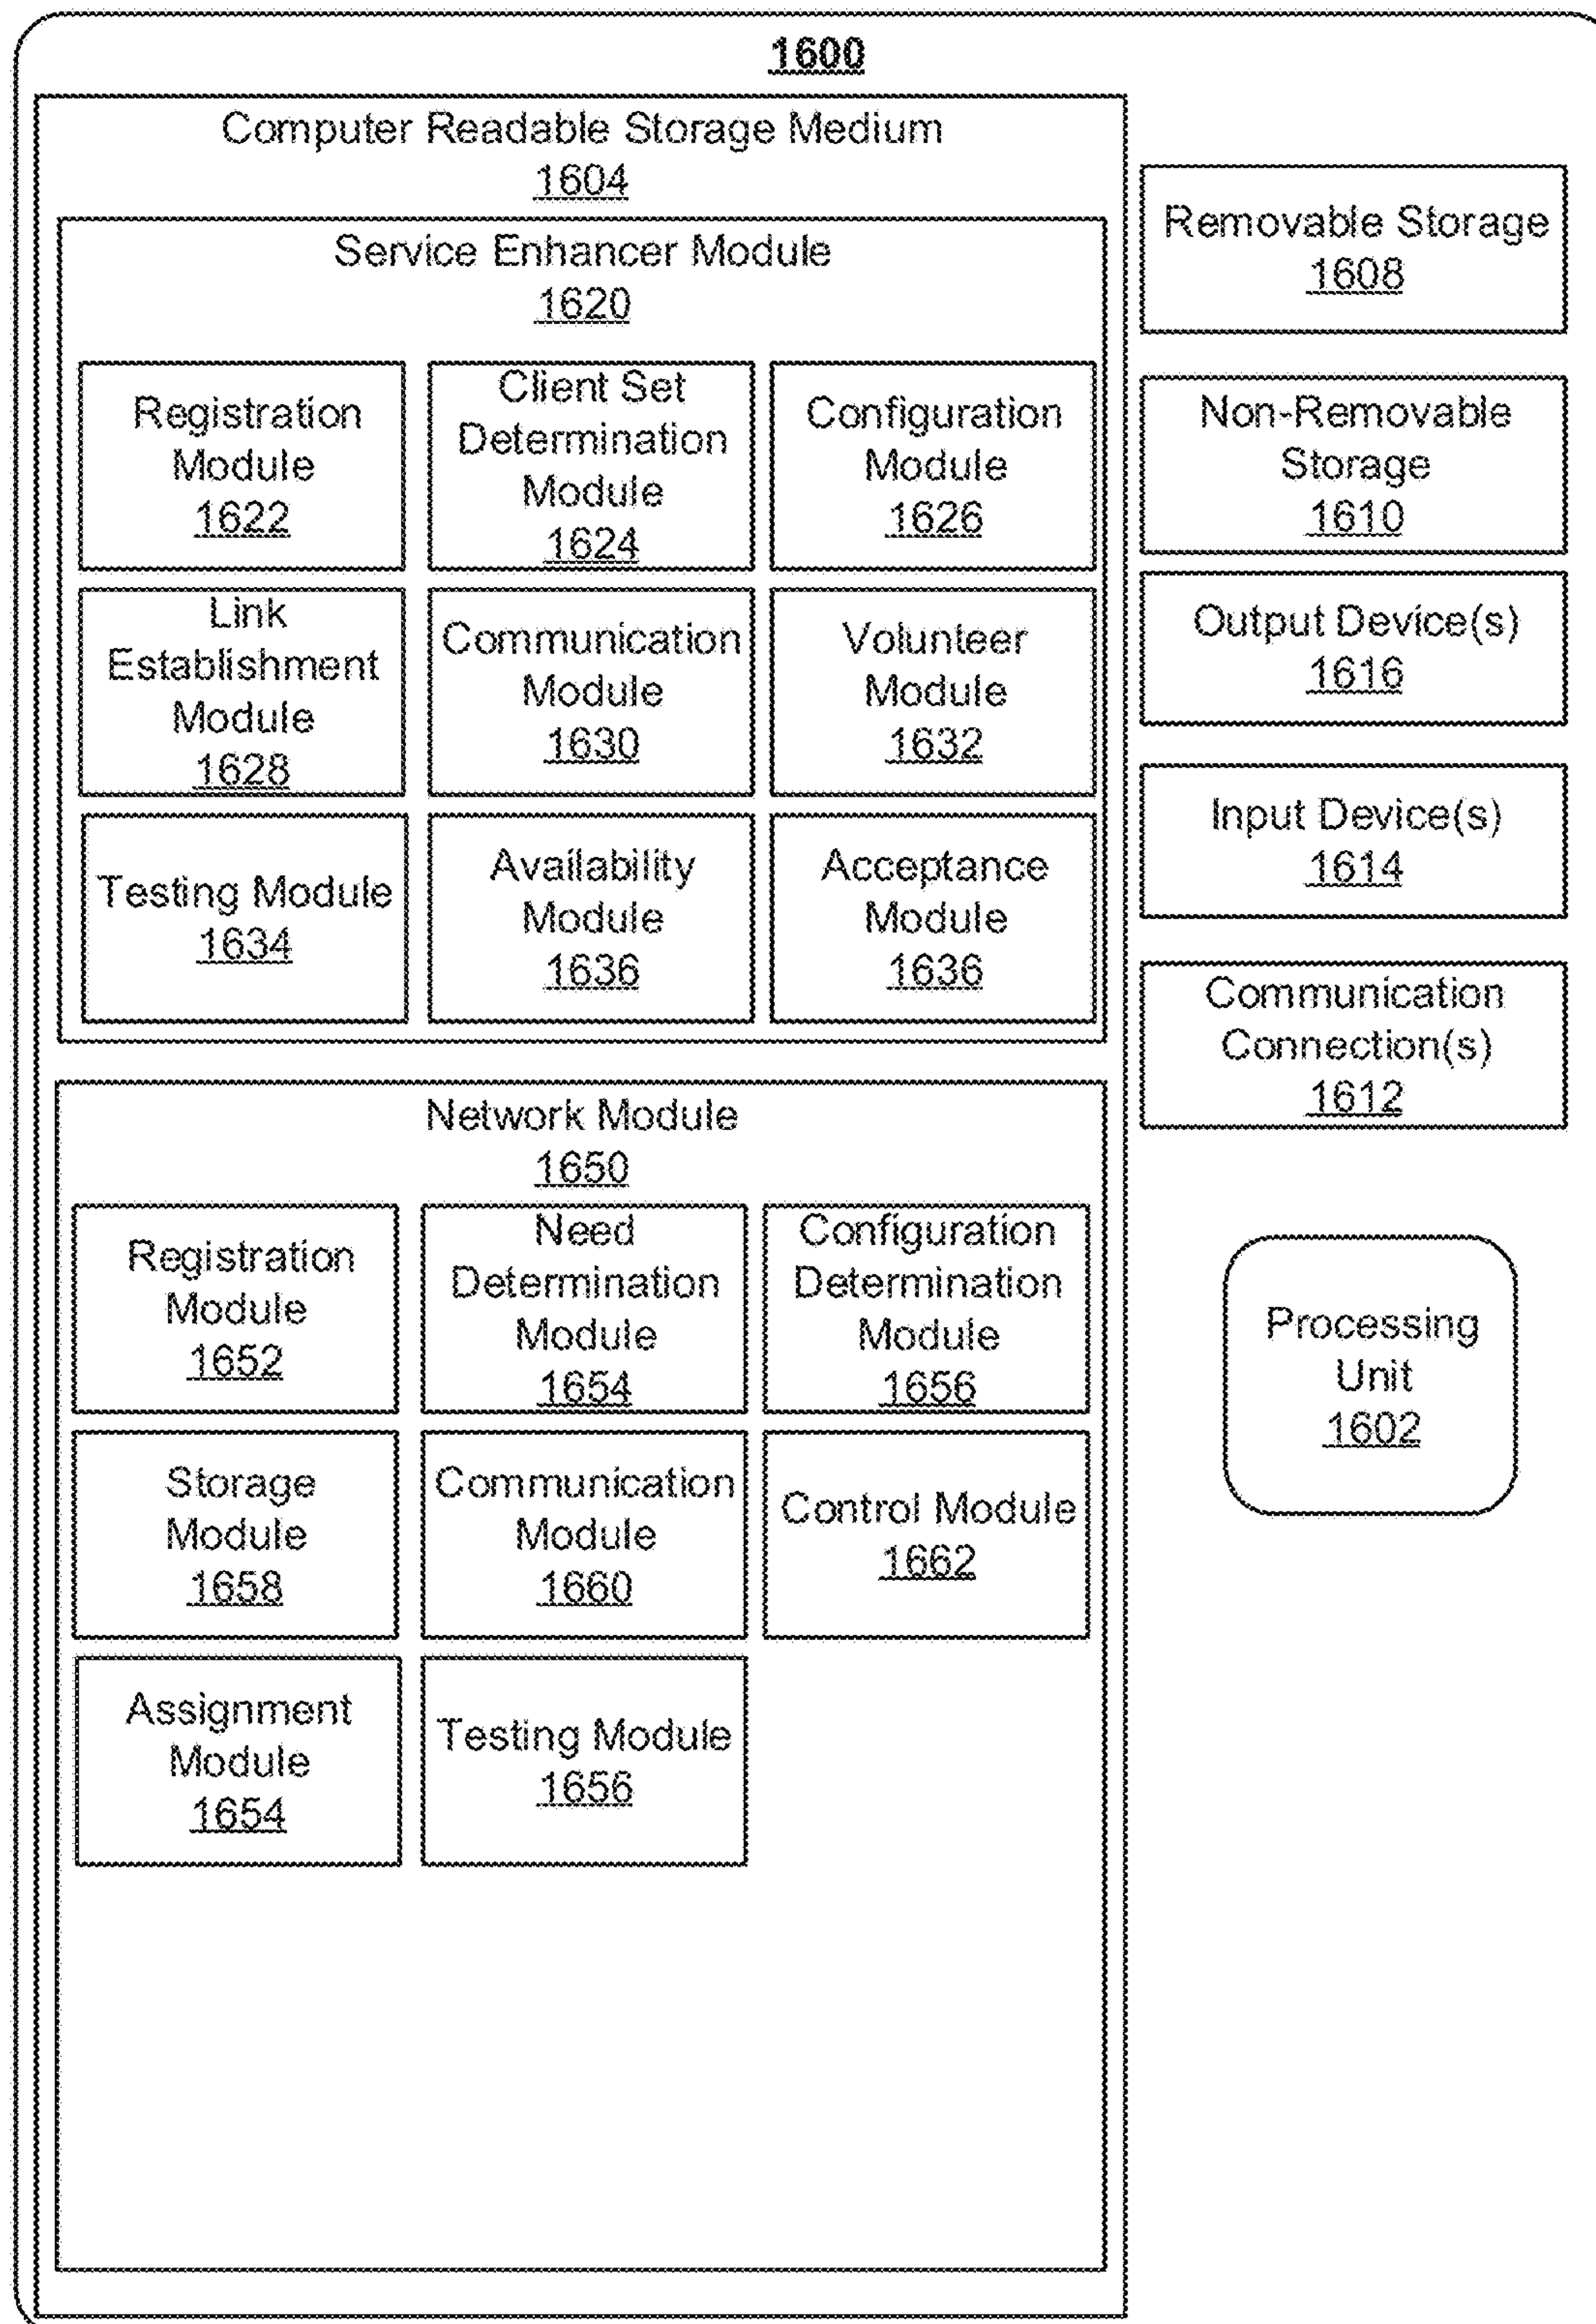 1600
Computer Readable Storage Medium
1604
Service Enhancer Module
1620
Registration
Module
1622
Client Set
Determination
Module
1624
Configuration
Module
1626
Link
Establishment
Module
1628
Communication
Module
1630
Volunteer
Module
1632
Testing Module
1634
Availability
Module
1636
Acceptance
Module
1636
Network Module
1650
Registration
Module
1652
Need
Determination
Module
1654
Configuration
Determination
Module
1656
Storage
Module
1658
Communication
Module
1660
Control Module
1662
Assignment
Module
1654
Testing Module
1656
Removable Storage
1608
Non-Removable
Storage
1610
Output Device(s)
1616
Input Device(s)
1614
Communication
Connection(s)
1612
Processing
Unit
1602